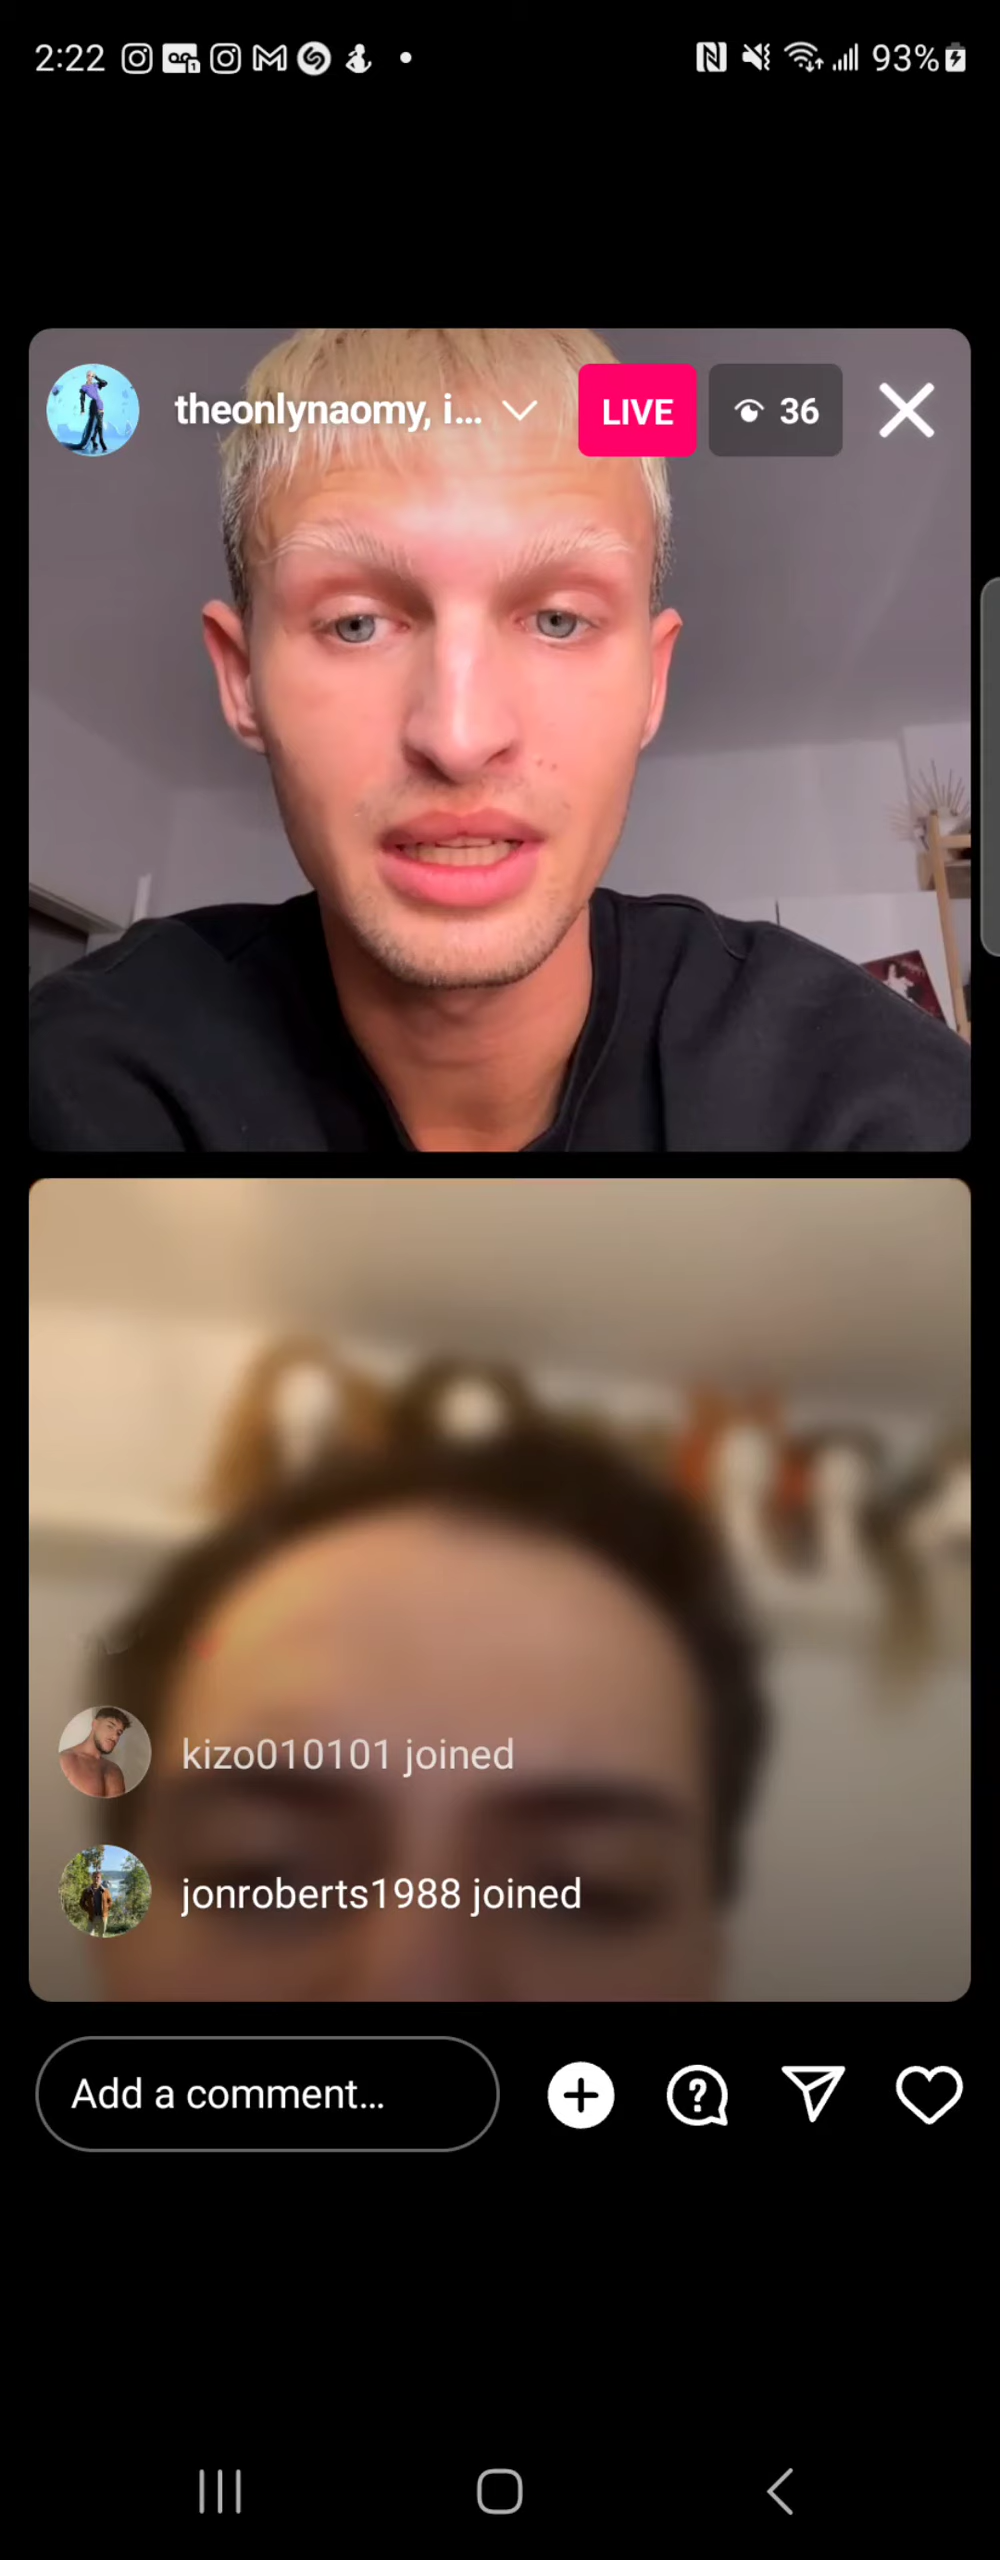 2:22 93%
theonlynaomy, i... LIVE 36
kizo010101 joined
jonroberts1988 joined
Add a comment...